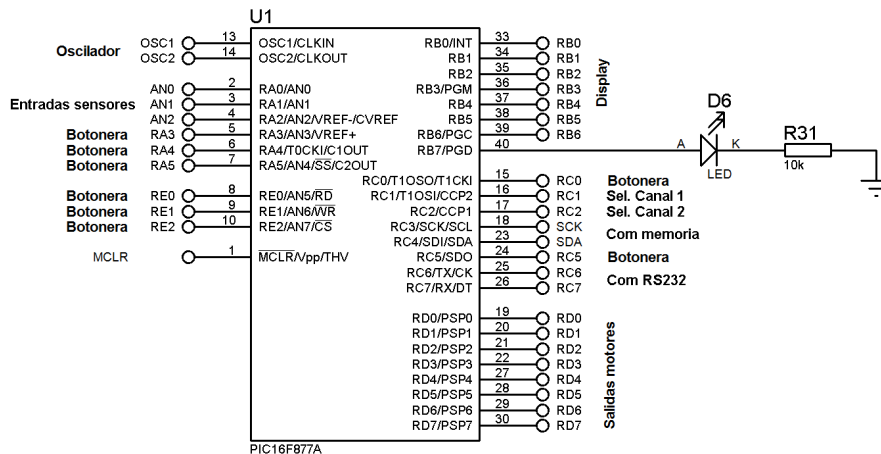 U1
Oscilador OSC1 13 OSC1/CLKIN RB0/INT 33 RB0
OSC2 14 OSC2/CLKOUT RB1 34 RB1
RB2 35 RB2
AN0 2 RA0/AN0 RB3/PGM 36 RB3
Entradas sensores AN1 3 RA1/AN1 RB4 37 RB4
AN2 4 RA2/AN2/VREF-/CVREF RB5 38 RB5
Botonera RA3 5 RA3/AN3/VREF+ RB6/PGC 39 RB6
Display
Botonera RA4 6 RA4/T0CKI/C1OUT RB7/PGD 40
Botonera RA5 7 RA5/AN4/SS/C2OUT
D6
A K
LED
R31
10k
RC0/T1OSO/T1CKI 15 RC0 Botonera
Botonera RE0 8 RE0/AN5/RD RC1/T1OSI/CCP2 16 RC1 Sel. Canal 1
Botonera RE1 9 RE1/AN6/WR RC2/CCP1 17 RC2 Sel. Canal 2
Botonera RE2 10 RE2/AN7/CS RC3/SCK/SCL 18 SCK
Com memoria
RC4/SDI/SDA 23 SDA
MCLR 1 MCLR/Vpp/THV RC5/SDO 24 RC5 Botonera
RC6/TX/CK 25 RC6
Com RS232
RC7/RX/DT 26 RC7
RD0/PSP0 19 RD0
RD1/PSP1 20 RD1
RD2/PSP2 21 RD2
RD3/PSP3 22 RD3
RD4/PSP4 27 RD4
RD5/PSP5 28 RD5
RD6/PSP6 29 RD6
RD7/PSP7 30 RD7
Salidas motores
PIC16F877A